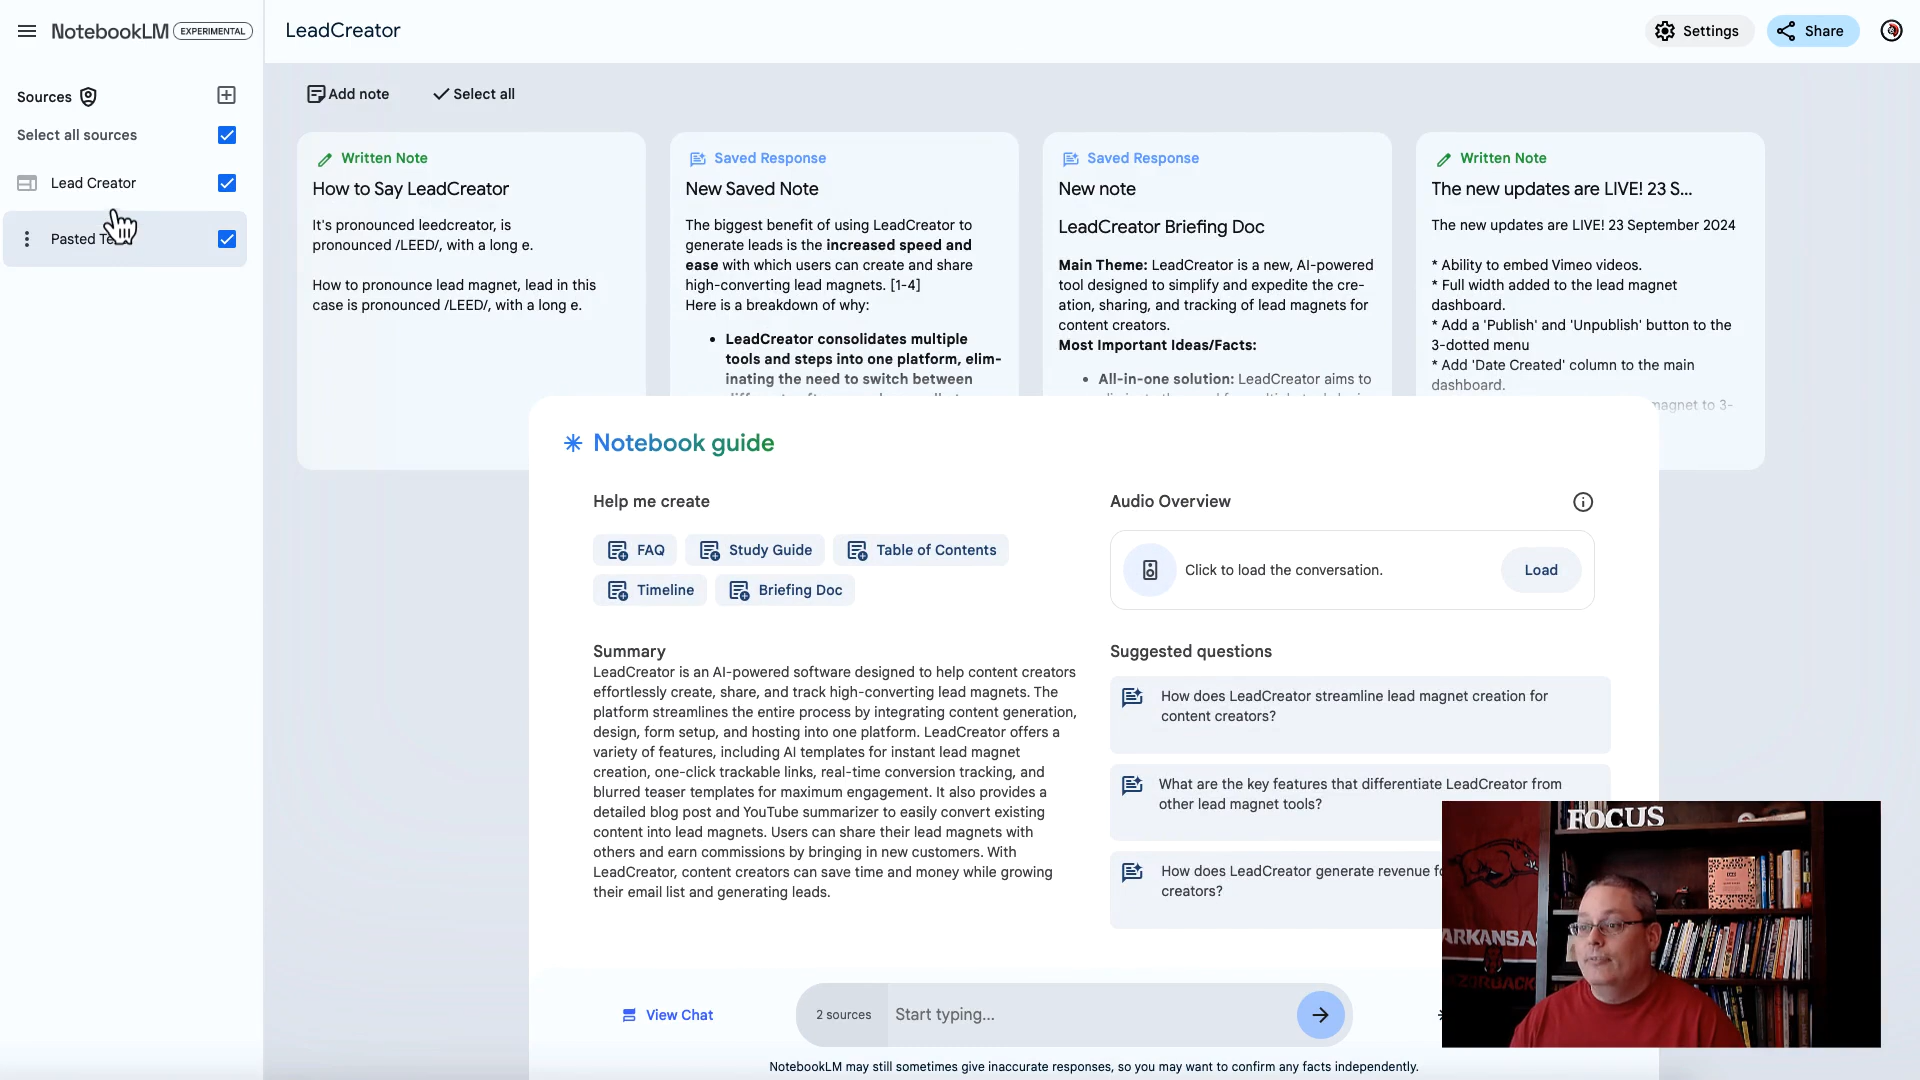 NotebookLM EXPERIMENTAL
LeadCreator
Settings
Share
Sources
Select all sources
Lead Creator
Pasted
Add note
Select all
Written Note
How to Say LeadCreator
It's pronounced leedcreator, is
pronounced /LEED/, with a long e.
How to pronounce lead magnet, lead in this
case is pronounced /LEED/, with a long e.
Saved Response
New Saved Note
The biggest benefit of using LeadCreator to
generate leads is the increased speed and
ease with which users can create and share
high-converting lead magnets. [1-4]
Here is a breakdown of why:
• LeadCreator consolidates multiple
tools and steps into one platform, elim-
inating the need to switch between
Saved Response
New note
LeadCreator Briefing Doc
Main Theme: LeadCreator is a new, AI-powered
tool designed to simplify and expedite the cre-
ation, sharing, and tracking of lead magnets for
content creators.
Most Important Ideas/Facts:
• All-in-one solution: LeadCreator aims to
Written Note
The new updates are LIVE! 23 S...
The new updates are LIVE! 23 September 2024
* Ability to embed Vimeo videos.
* Full width added to the lead magnet
dashboard.
* Add a 'Publish' and 'Unpublish' button to the
3-dotted menu
* Add 'Date Created' column to the main
dashboard.
magnet to 3-
Notebook guide
Help me create
FAQ
Study Guide
Table of Contents
Timeline
Briefing Doc
Audio Overview
Click to load the conversation.
Load
Summary
LeadCreator is an AI-powered software designed to help content creators
effortlessly create, share, and track high-converting lead magnets. The
platform streamlines the entire process by integrating content generation,
design, form setup, and hosting into one platform. LeadCreator offers a
variety of features, including AI templates for instant lead magnet
creation, one-click trackable links, real-time conversion tracking, and
blurred teaser templates for maximum engagement. It also provides a
detailed blog post and YouTube summarizer to easily convert existing
content into lead magnets. Users can share their lead magnets with
others and earn commissions by bringing in new customers. With
LeadCreator, content creators can save time and money while growing
their email list and generating leads.
Suggested questions
How does LeadCreator streamline lead magnet creation for
content creators?
What are the key features that differentiate LeadCreator from
other lead magnet tools?
How does LeadCreator generate revenue
creators?
FOCUS
ARKANSAS
View Chat
2 sources
Start typing...
NotebookLM may still sometimes give inaccurate responses, so you may want to confirm any facts independently.